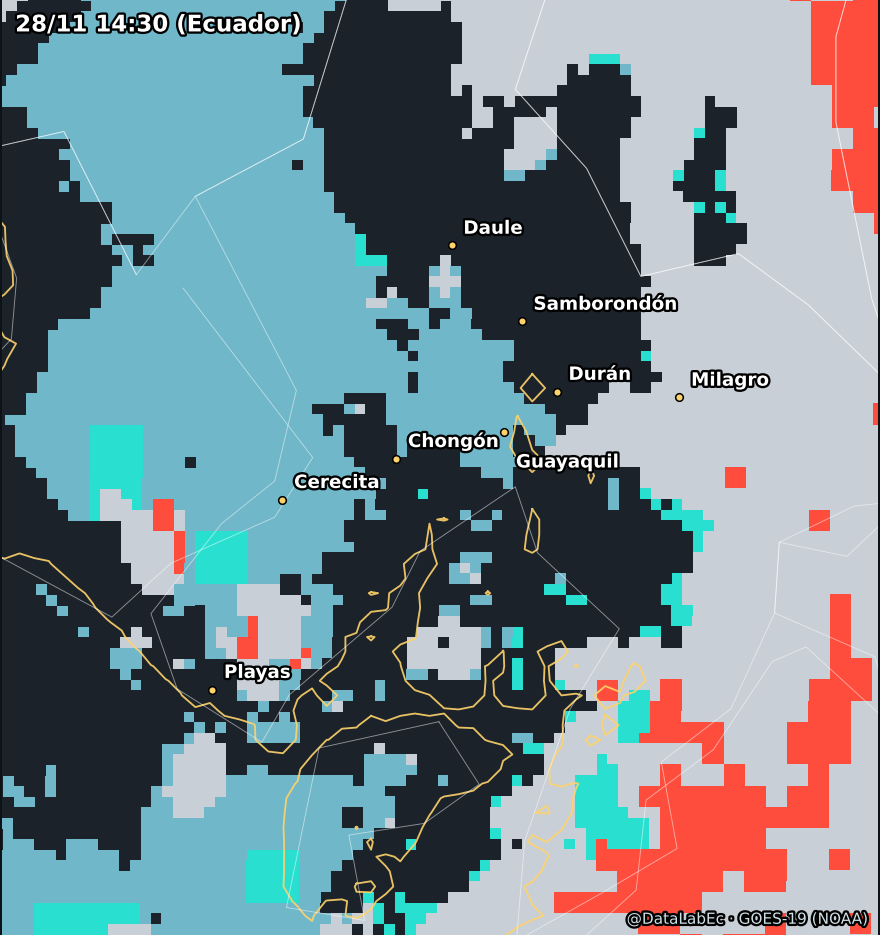 28/11 14:30 (Ecuador)
Daule
Samborondón
Durán
Milagro
Chongón
Guayaquil
Cerecita
Playas
@DataLabEc · GOES-19 (NOAA)